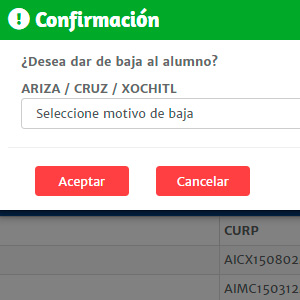 Confirmación
¿Desea dar de baja al alumno?
ARIZA / CRUZ / XOCHITL
Seleccione motivo de baja
Aceptar Cancelar
CURP
AICX150802
AIMC150312